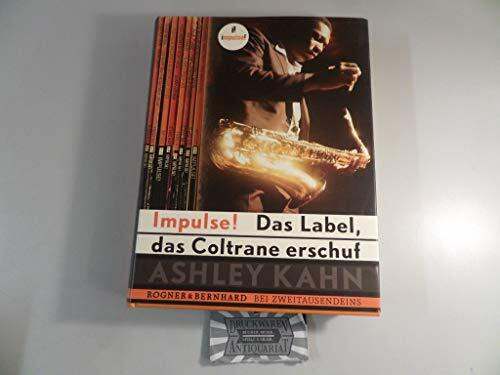 impulse!
Impulse! Das Label,
das Coltrane erschuf
ASHLEY KAHN
ROGNER & BERNHARD BEI ZWEITAUSENDEINS
DRUCKWAREN
ANTIQUARIAT